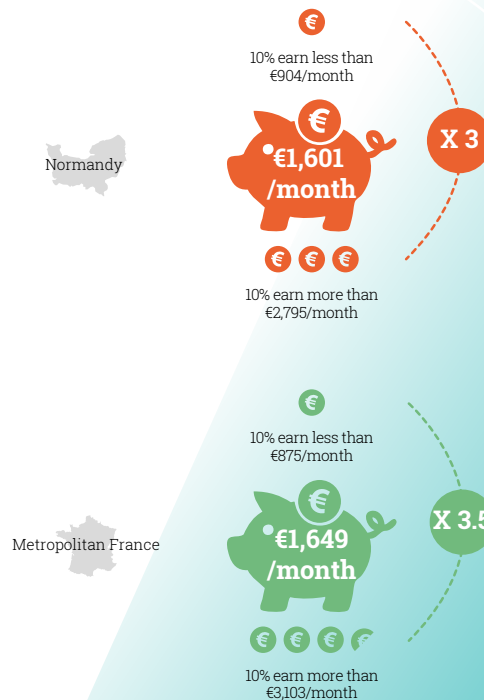 €
10% earn less than
€904/month
€
€1,601
/month
X 3
Normandy
€ € €
10% earn more than
€2,795/month
€
10% earn less than
€875/month
€
€1,649
/month
X 3.5
Metropolitan France
€ € € €
10% earn more than
€3,103/month